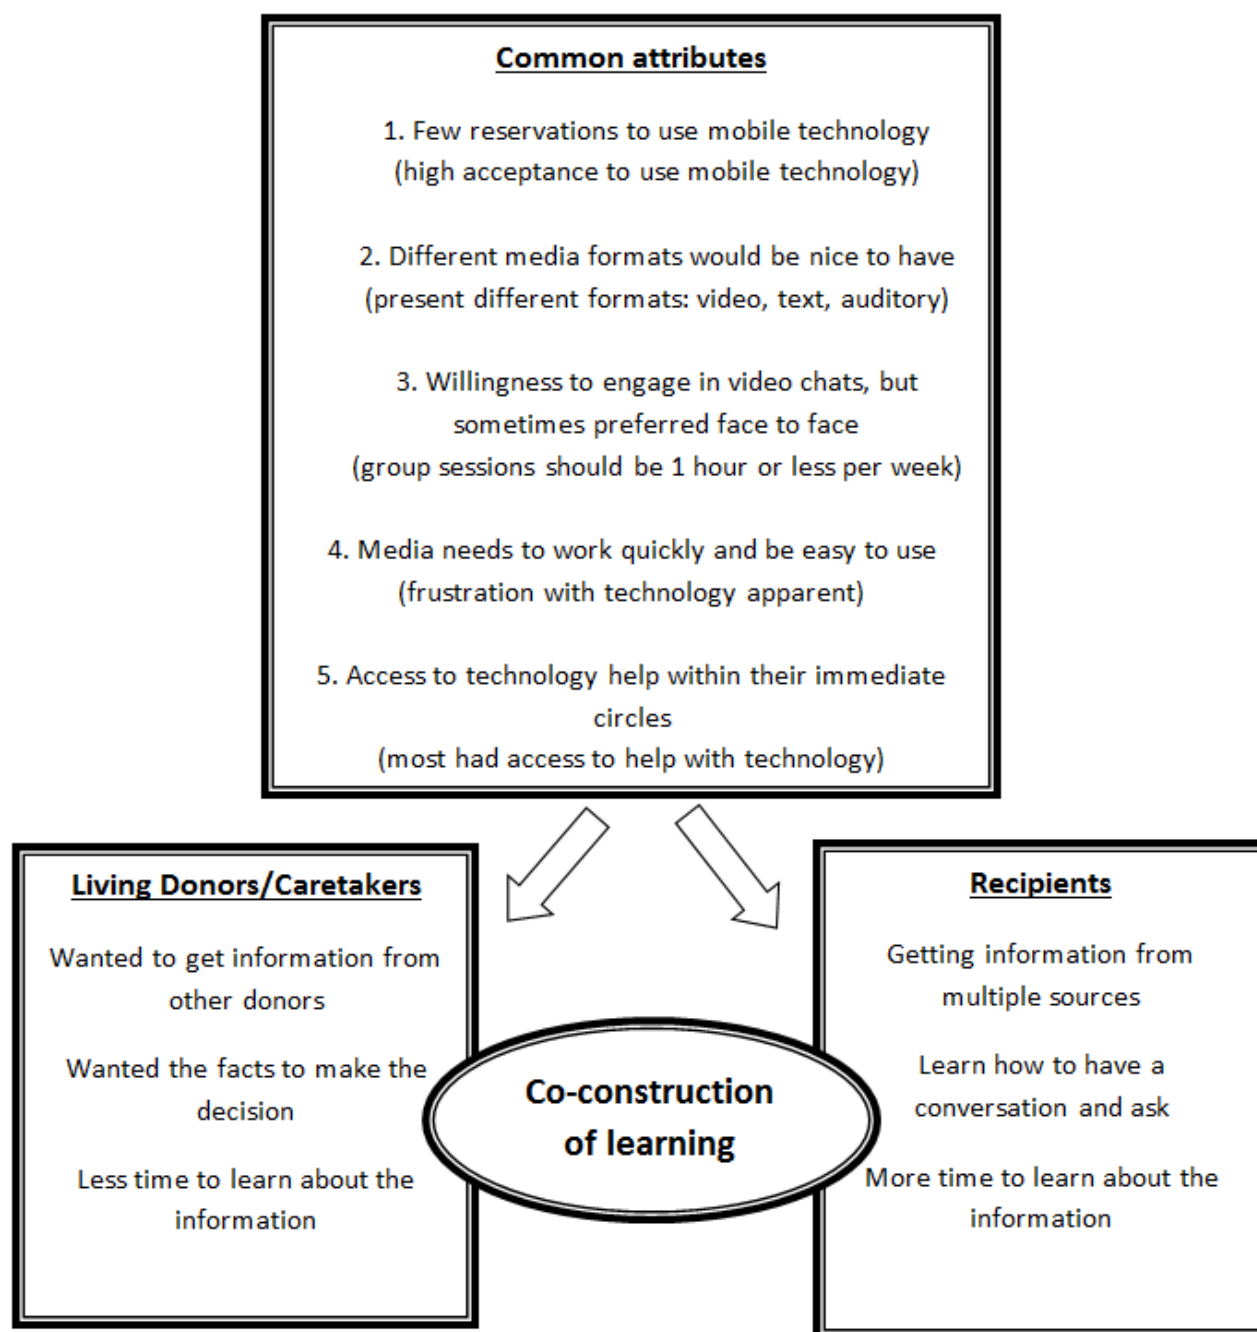 Common attributes
1. Few reservations to use mobile technology
(high acceptance to use mobile technology)
2. Different media formats would be nice to have
(present different formats: video, text, auditory)
3. Willingness to engage in video chats, but
sometimes preferred face to face
(group sessions should be 1 hour or less per week)
4. Media needs to work quickly and be easy to use
(frustration with technology apparent)
5. Access to technology help within their immediate
circles
(most had access to help with technology)
Living Donors/Caretakers
Wanted to get information from
other donors
Wanted the facts to make the
decision
Less time to learn about the
information
Co-construction
of learning
Recipients
Getting information from
multiple sources
Learn how to have a
conversation and ask
More time to learn about the
information